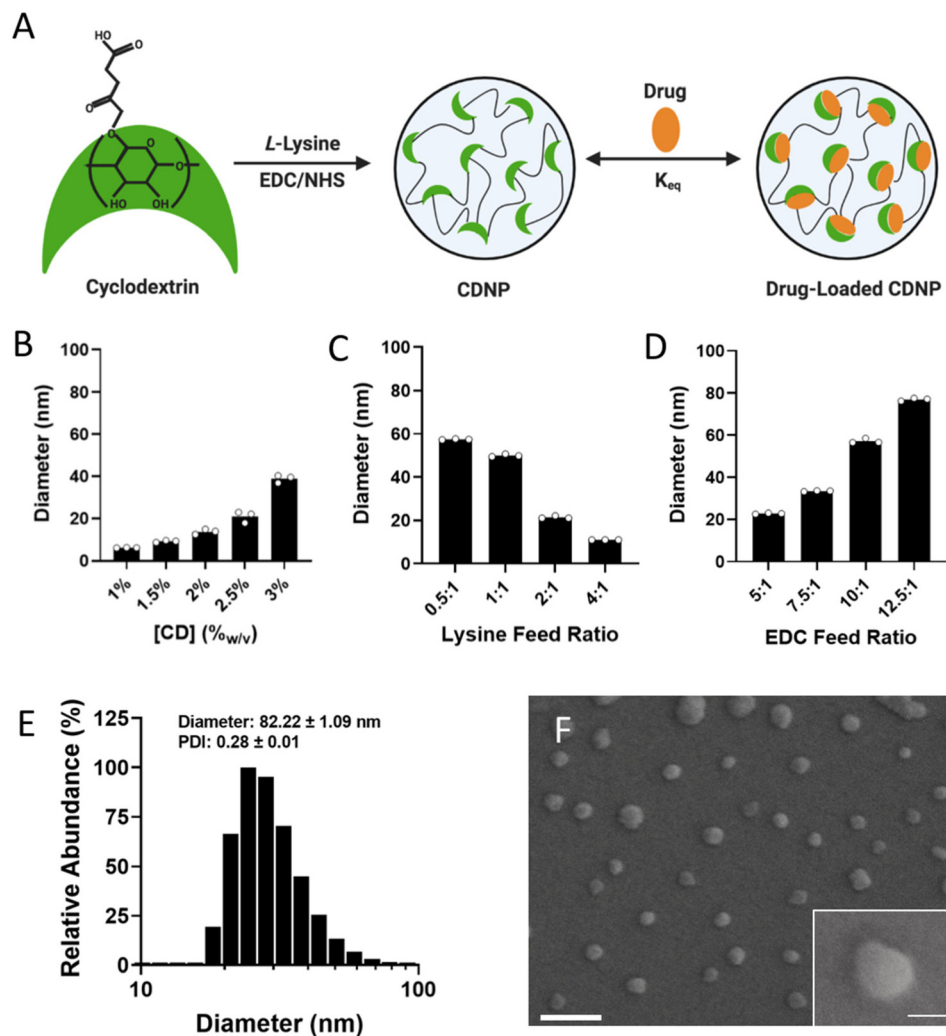 A
HO
O
O
O
O
O
HO
OH
Cyclodextrin
L-Lysine
EDC/NHS
CDNP
Drug
Keq
Drug-Loaded CDNP
B
Diameter (nm)
100
80
60
40
20
0
1%
1.5%
2%
2.5%
3%
[CD] (%w/v)
C
Diameter (nm)
100
80
60
40
20
0
0.5:1
1:1
2:1
4:1
Lysine Feed Ratio
D
Diameter (nm)
100
80
60
40
20
0
5:1
7.5:1
10:1
12.5:1
EDC Feed Ratio
E
Diameter: 82.22 ± 1.09 nm
PDI: 0.28 ± 0.01
Relative Abundance (%)
125
100
75
50
25
0
10
100
Diameter (nm)
F